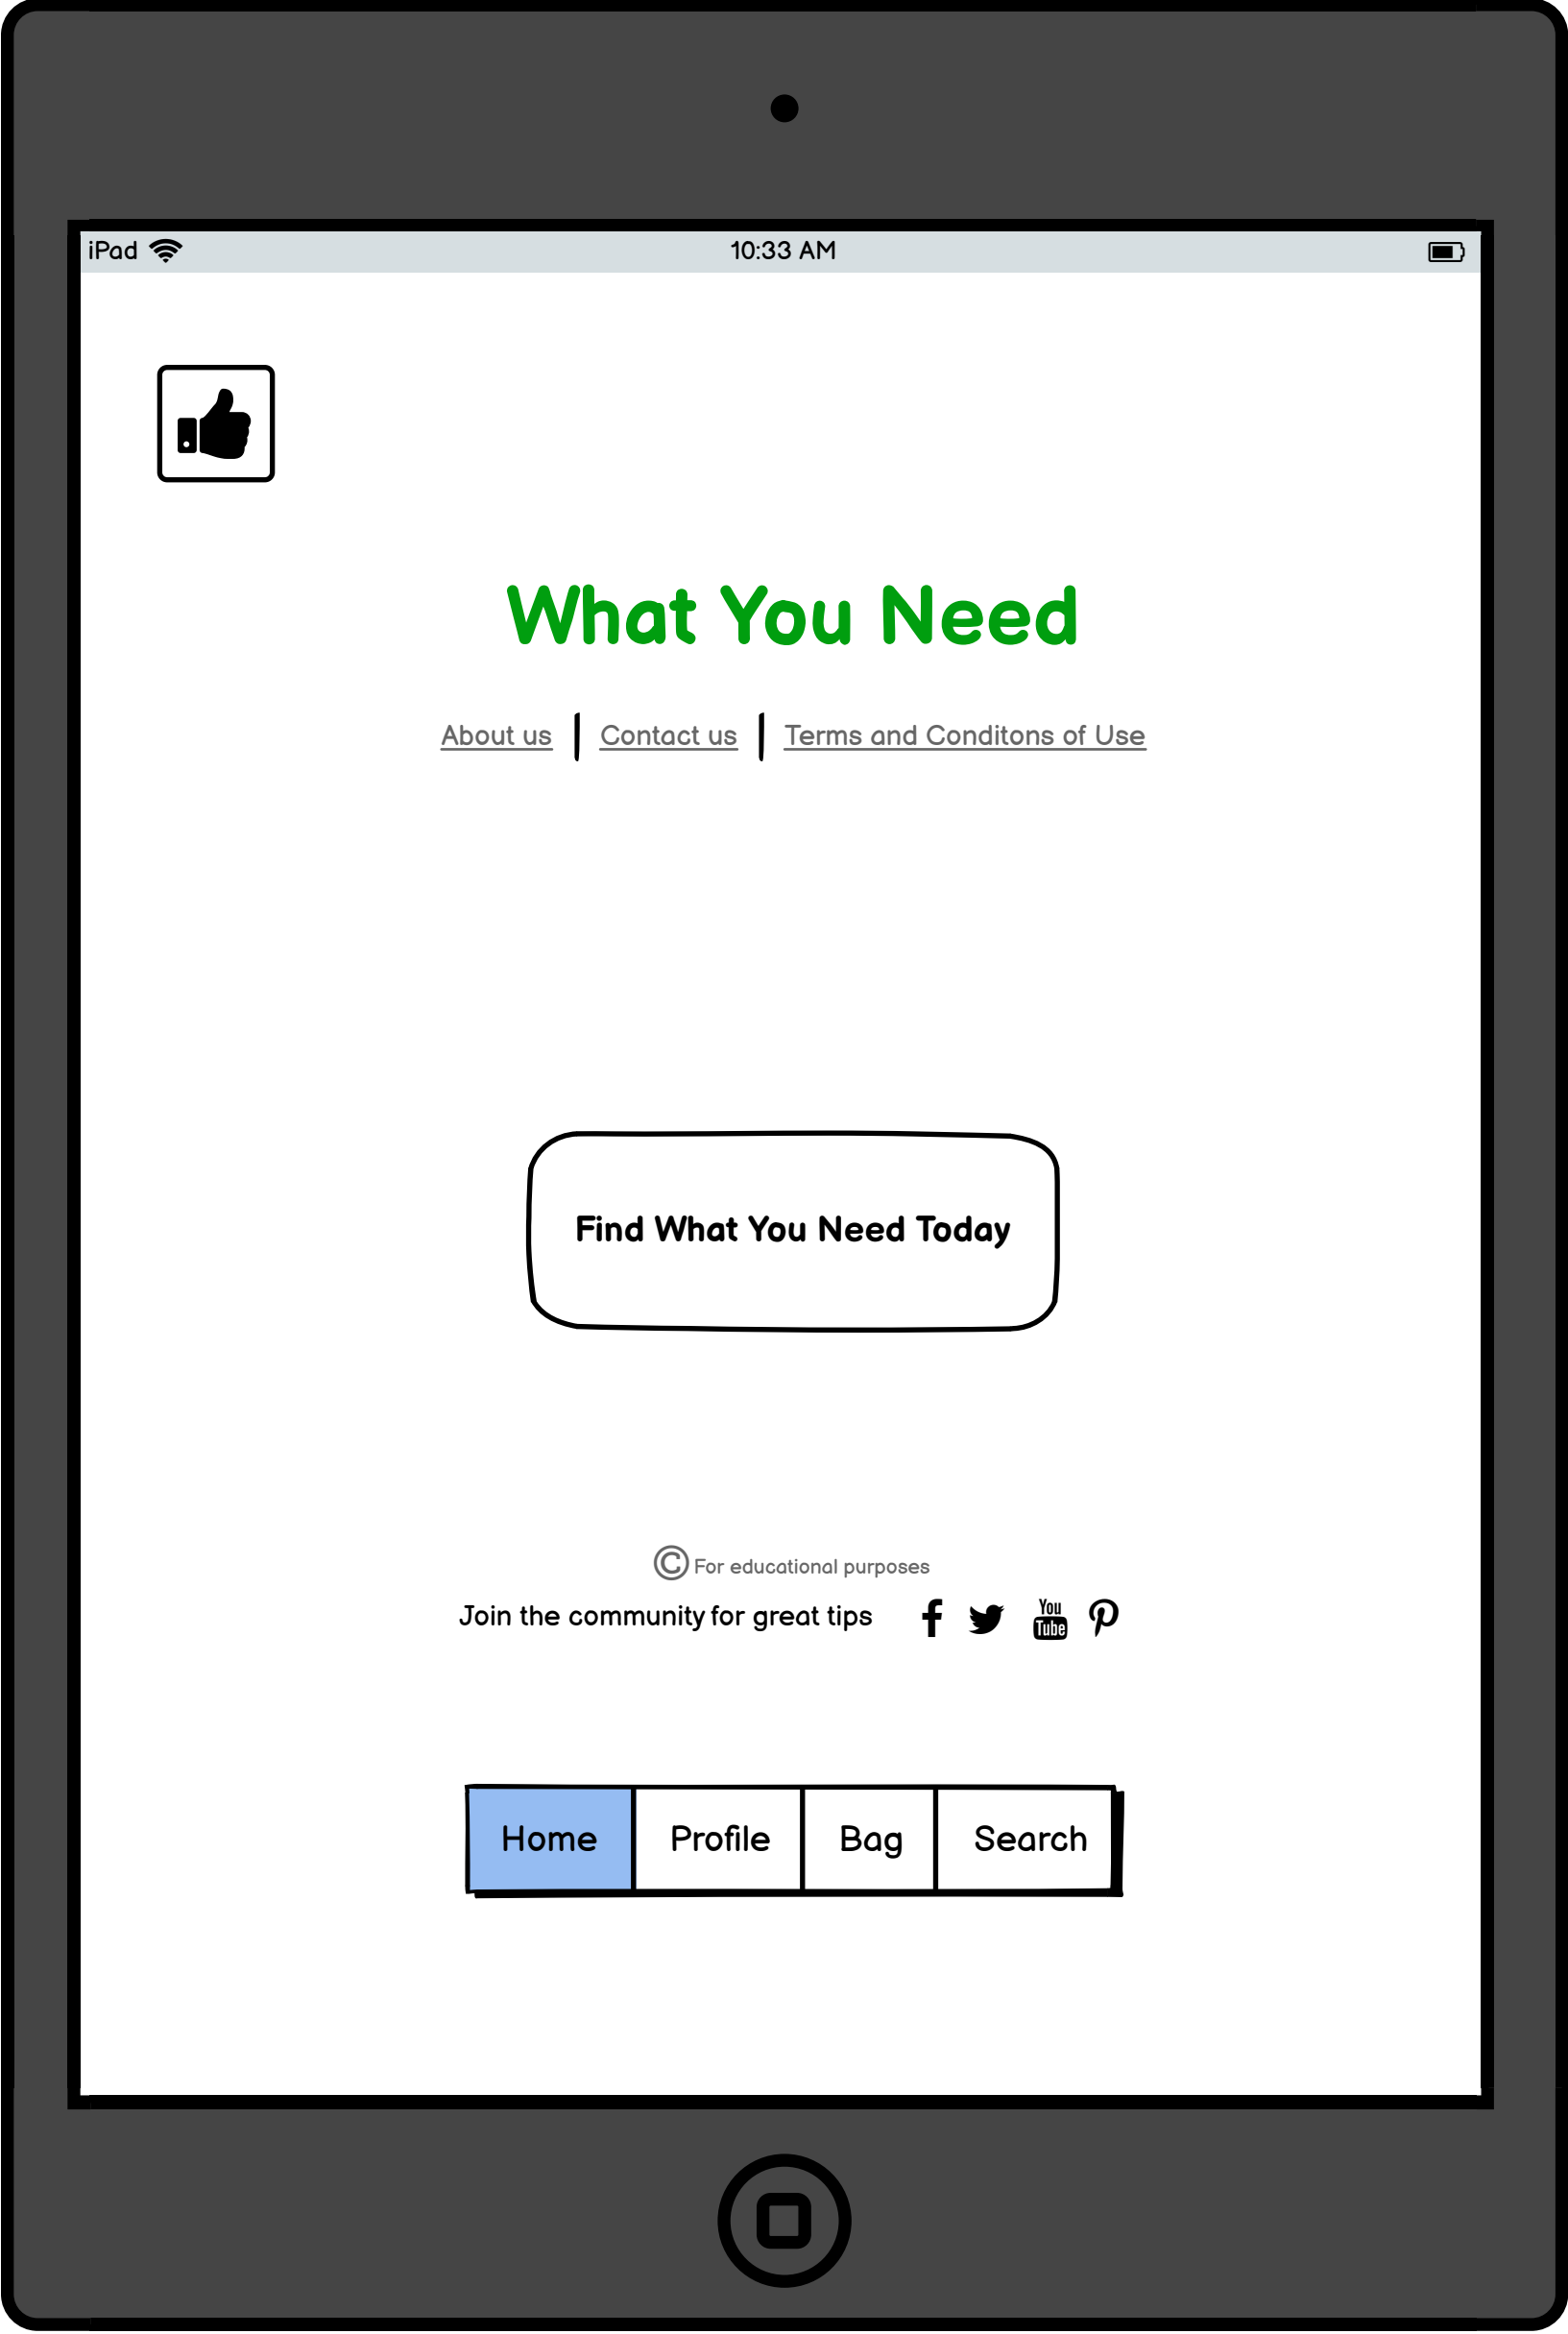 iPad 10:33 AM
What You Need
About us | Contact us | Terms and Conditons of Use
Find What You Need Today
© For educational purposes
Join the community for great tips f You Tube
Home Profile Bag Search